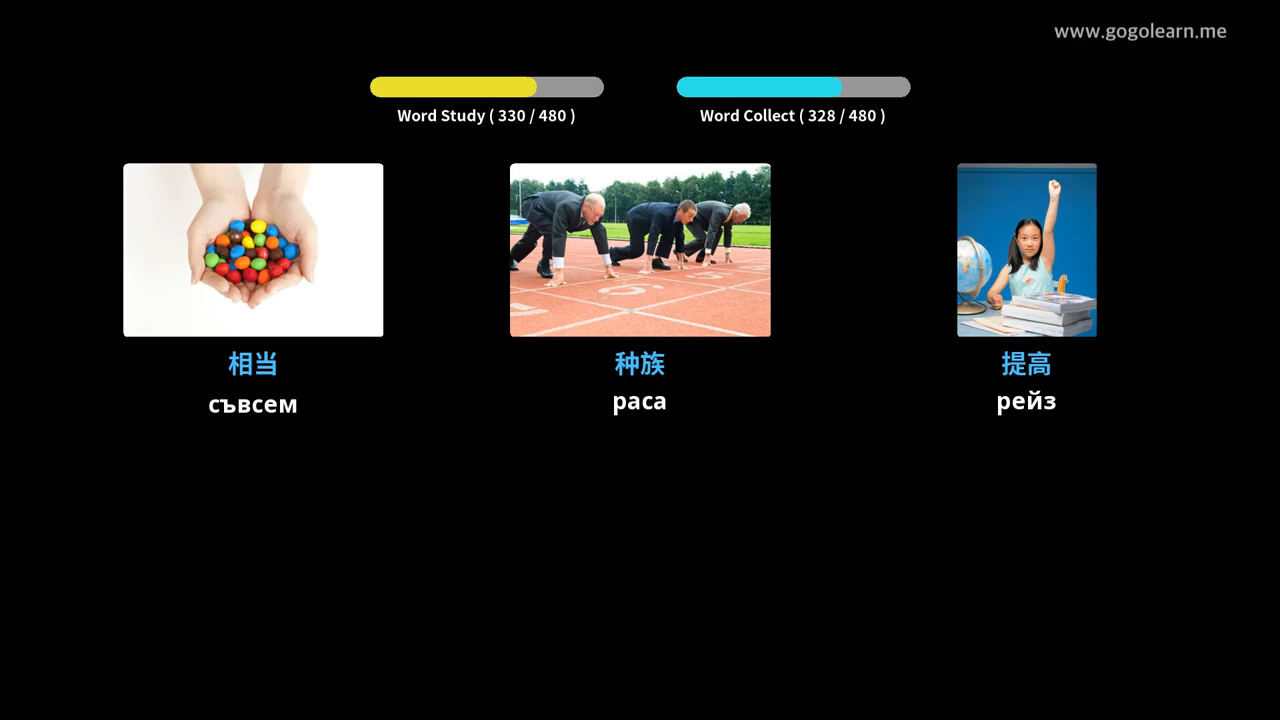 www.gogolearn.me
Word Study ( 330 / 480 )
Word Collect ( 328 / 480 )
相当
种族
提高
съвсем
раса
рейз